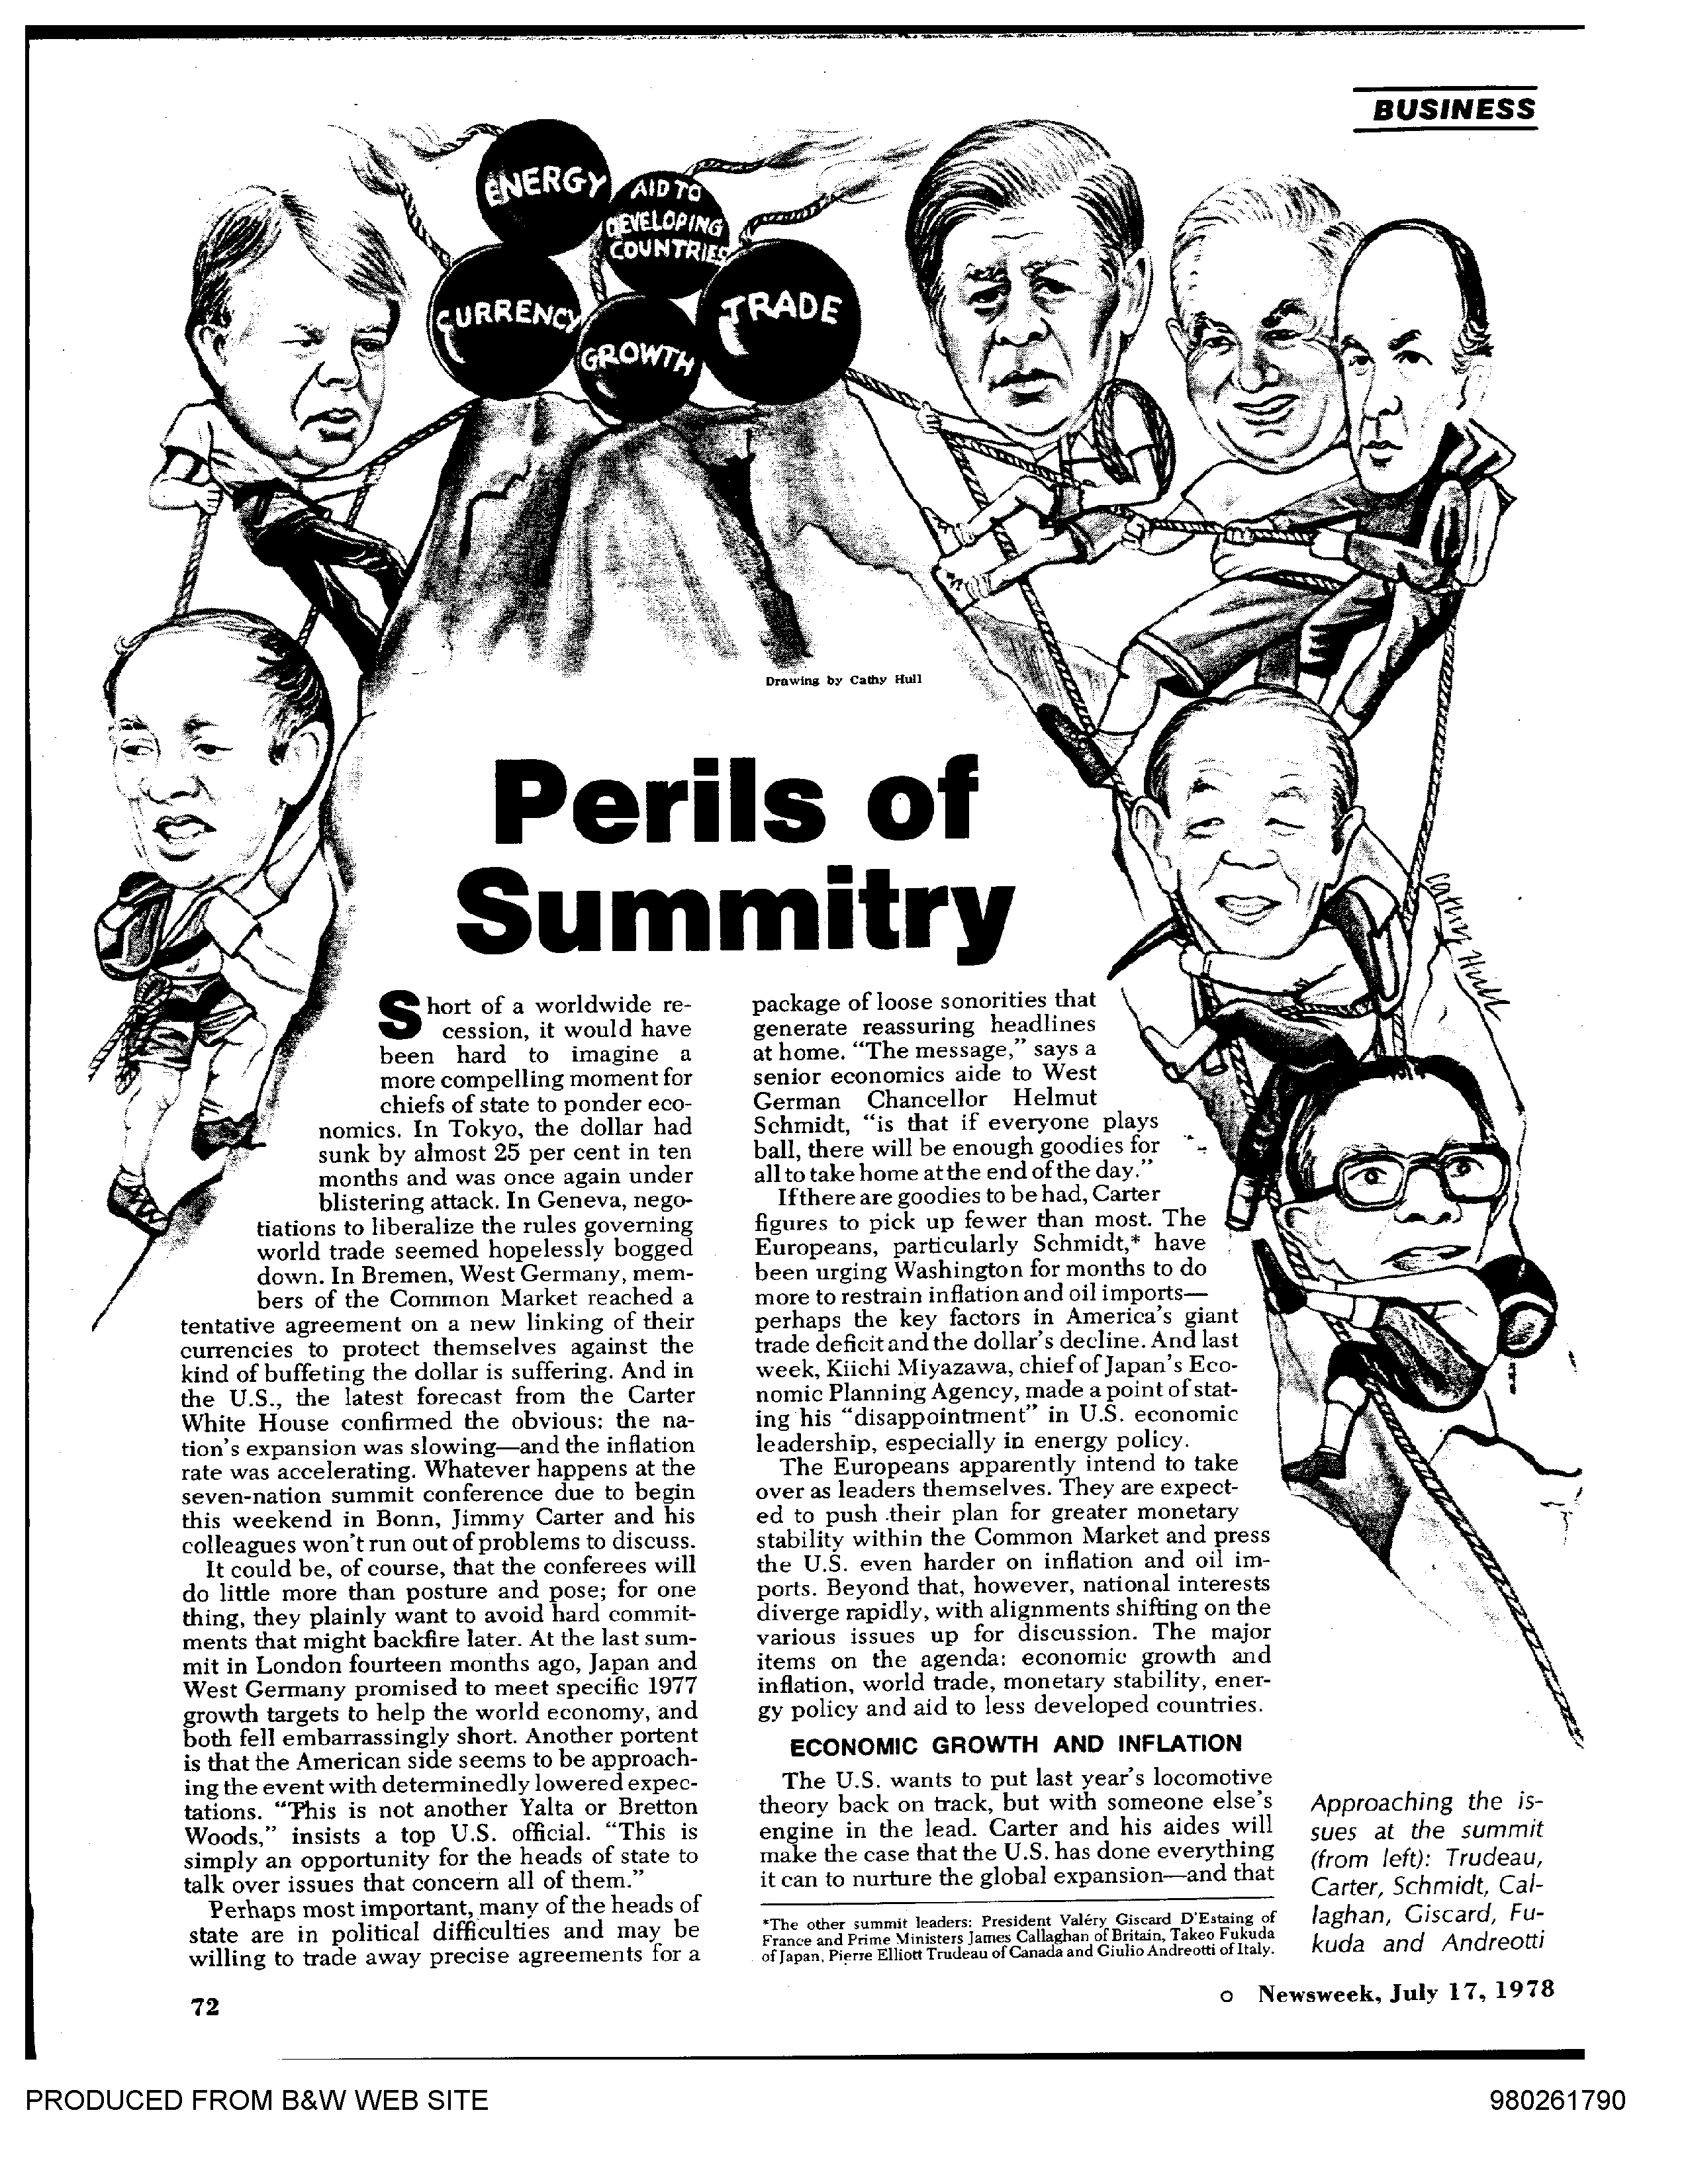 BUSINESS
ENERGY
AID TO
DEVELOPING
COUNTRIES
CURRENCY
GROWTH
TRADE
Drawing by Cathy Hull
Cathy Hull
Perils of
Summitry
Short of a worldwide re-
cession, it would have
been hard to imagine a
more compelling moment for
chiefs of state to ponder eco-
nomics. In Tokyo, the dollar had
sunk by almost 25 per cent in ten
months and was once again under
blistering attack. In Geneva, nego-
tiations to liberalize the rules governing
world trade seemed hopelessly bogged
down. In Bremen, West Germany, mem-
bers of the Common Market reached a
tentative agreement on a new linking of their
currencies to protect themselves against the
kind of buffeting the dollar is suffering. And in
the U.S., the latest forecast from the Carter
White House confirmed the obvious: the na-
tion's expansion was slowing—and the inflation
rate was accelerating. Whatever happens at the
seven-nation summit conference due to begin
this weekend in Bonn, Jimmy Carter and his
colleagues won't run out of problems to discuss.
It could be, of course, that the conferees will
do little more than posture and pose; for one
thing, they plainly want to avoid hard commit-
ments that might backfire later. At the last sum-
mit in London fourteen months ago, Japan and
West Germany promised to meet specific 1977
growth targets to help the world economy, and
both fell embarrassingly short. Another portent
is that the American side seems to be approach-
ing the event with determinedly lowered expec-
tations. "This is not another Yalta or Bretton
Woods," insists a top U.S. official. "This is
simply an opportunity for the heads of state to
talk over issues that concern all of them."
Perhaps most important, many of the heads of
state are in political difficulties and may be
willing to trade away precise agreements for a
package of loose sonorities that
generate reassuring headlines
at home. "The message," says a
senior economics aide to West
German Chancellor Helmut
Schmidt, "is that if everyone plays
ball, there will be enough goodies for
all to take home at the end of the day."
If there are goodies to be had, Carter
figures to pick up fewer than most. The
Europeans, particularly Schmidt,* have
been urging Washington for months to do
more to restrain inflation and oil imports—
perhaps the key factors in America's giant
trade deficit and the dollar's decline. And last
week, Kiichi Miyazawa, chief of Japan's Eco-
nomic Planning Agency, made a point of stat-
ing his "disappointment" in U.S. economic
leadership, especially in energy policy.
The Europeans apparently intend to take
over as leaders themselves. They are expect-
ed to push their plan for greater monetary
stability within the Common Market and press
the U.S. even harder on inflation and oil im-
ports. Beyond that, however, national interests
diverge rapidly, with alignments shifting on the
various issues up for discussion. The major
items on the agenda: economic growth and
inflation, world trade, monetary stability, ener-
gy policy and aid to less developed countries.
ECONOMIC GROWTH AND INFLATION
The U.S. wants to put last year's locomotive
theory back on track, but with someone else's
engine in the lead. Carter and his aides will
make the case that the U.S. has done everything
it can to nurture the global expansion—and that
*The other summit leaders: President Valéry Giscard D'Estaing of
France and Prime Ministers James Callaghan of Britain, Takeo Fukuda
of Japan, Pierre Elliott Trudeau of Canada and Giulio Andreotti of Italy.
Approaching the is-
sues at the summit
(from left): Trudeau,
Carter, Schmidt, Cal-
laghan, Giscard, Fu-
kuda and Andreotti
72
o Newsweek, July 17, 1978
PRODUCED FROM B&W WEB SITE
980261790